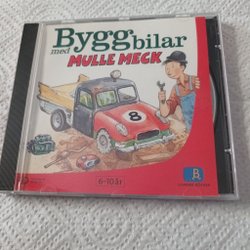 Bygg bilar
med
MULLE MECK
8
6-10 år